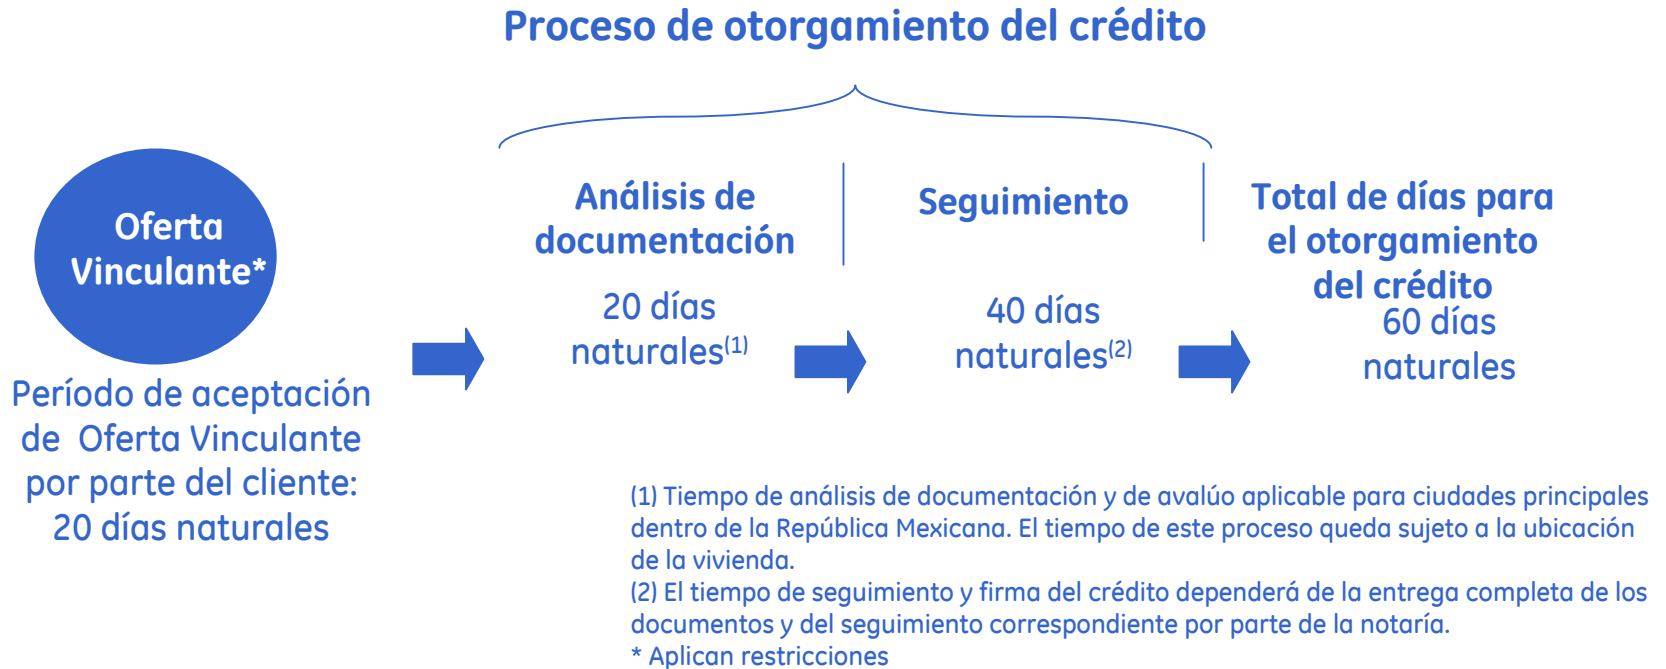 Proceso de otorgamiento del crédito
Oferta
Vinculante*
Período de aceptación
de Oferta Vinculante
por parte del cliente:
20 días naturales
Análisis de
documentación
20 días
naturales(1)
Seguimiento
40 días
naturales(2)
Total de días para
el otorgamiento
del crédito
60 días
naturales
(1) Tiempo de análisis de documentación y de avalúo aplicable para ciudades principales
dentro de la República Mexicana. El tiempo de este proceso queda sujeto a la ubicación
de la vivienda.
(2) El tiempo de seguimiento y firma del crédito dependerá de la entrega completa de los
documentos y del seguimiento correspondiente por parte de la notaría.
* Aplican restricciones